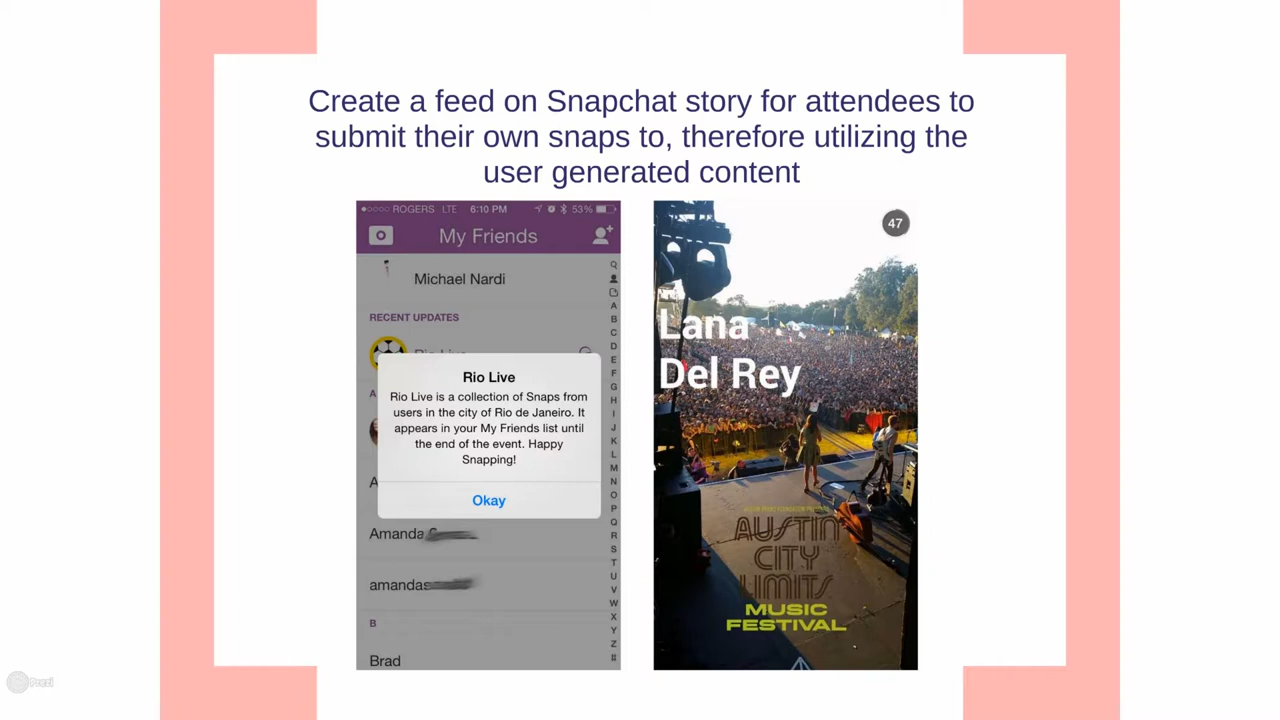 Create a feed on Snapchat story for attendees to
submit their own snaps to, therefore utilizing the
user generated content
ROGERS LTE 6:10 PM 53%
My Friends
Michael Nardi
RECENT UPDATES
Rio Live
A
Rio Live
Rio Live is a collection of Snaps from
users in the city of Rio de Janeiro. It
appears in your My Friends list until
the end of the event. Happy
Snapping!
Okay
A
Amanda
amandas
B
Brad
A
B
C
D
E
F
G
H
I
J
K
L
M
N
O
P
Q
R
S
T
U
V
W
X
Y
Z
#
47
Lana
Del Rey
AUSTIN
CITY
LIMITS
MUSIC
FESTIVAL
Prezi